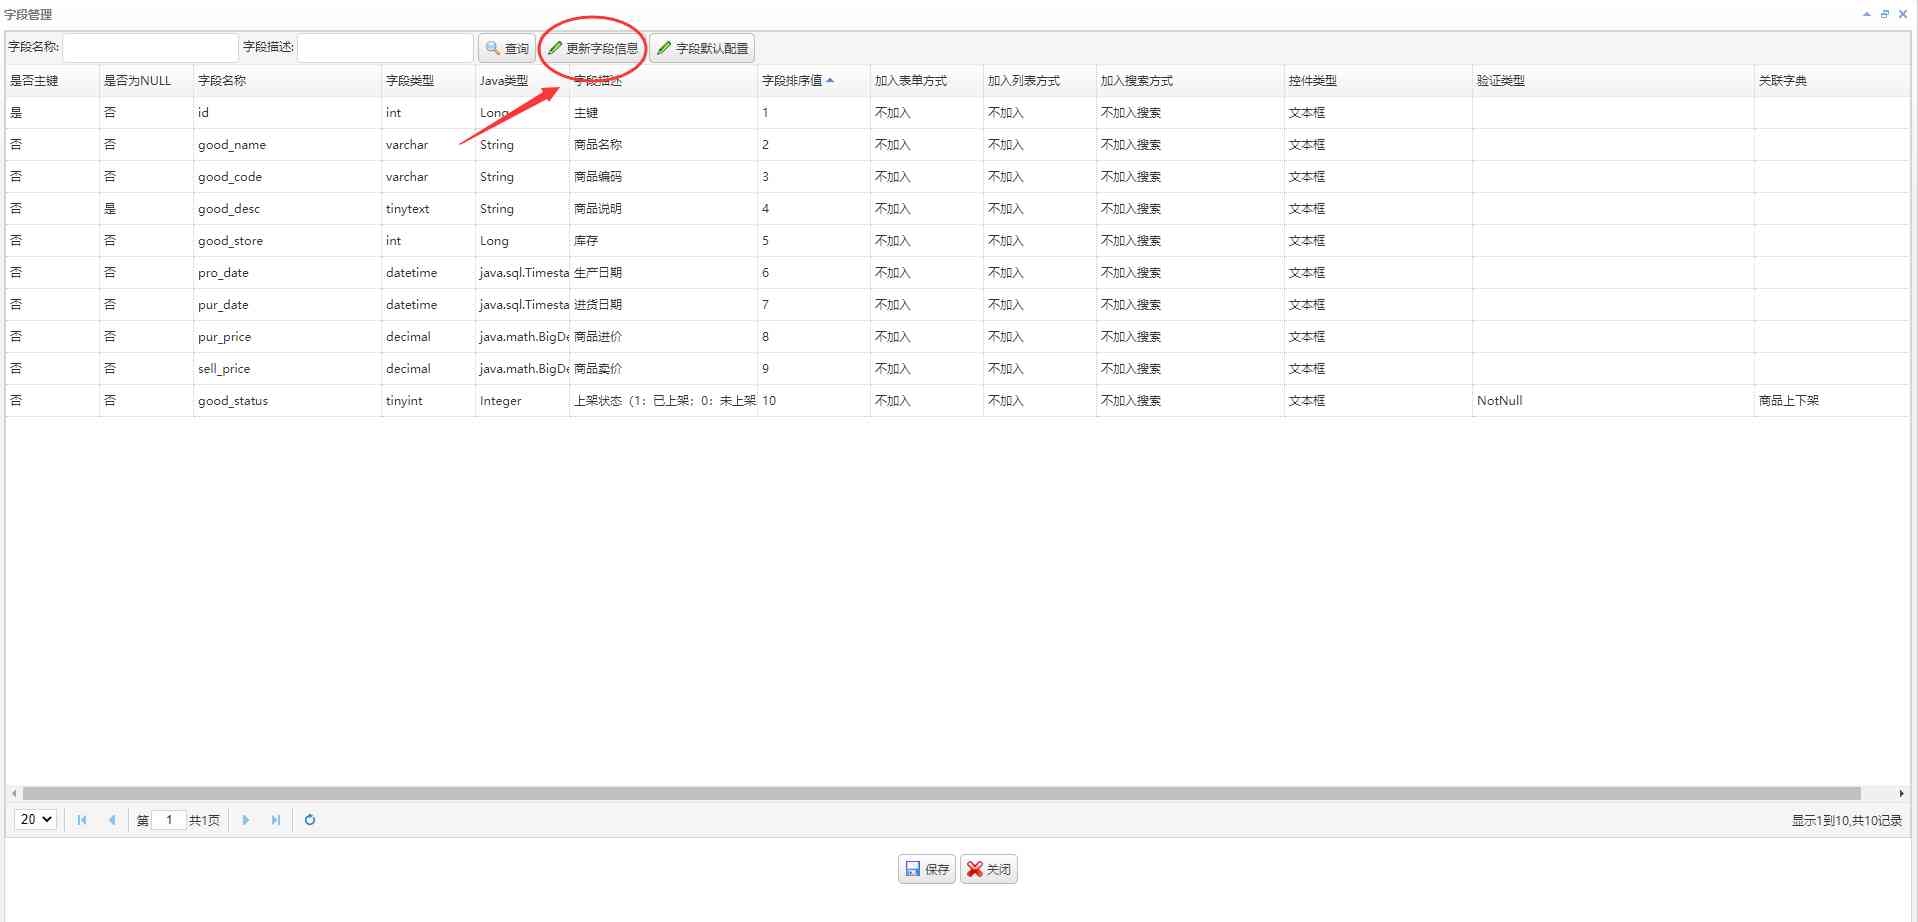 字段管理
字段名称: 字段描述: 查询 更新字段信息 字段默认配置
是否主键 是否为NULL 字段名称 字段类型 Java类型 字段描述 字段排序值 加入表单方式 加入列表方式 加入搜索方式 控件类型 验证类型 关联字典
是 否 id int Long 主键 1 不加入 不加入 不加入搜索 文本框
否 否 good_name varchar String 商品名称 2 不加入 不加入 不加入搜索 文本框
否 否 good_code varchar String 商品编码 3 不加入 不加入 不加入搜索 文本框
否 是 good_desc tinytext String 商品说明 4 不加入 不加入 不加入搜索 文本框
否 否 good_store int Long 库存 5 不加入 不加入 不加入搜索 文本框
否 否 pro_date datetime java.sql.Timesta 生产日期 6 不加入 不加入 不加入搜索 文本框
否 否 pur_date datetime java.sql.Timesta 进货日期 7 不加入 不加入 不加入搜索 文本框
否 否 pur_price decimal java.math.BigDe 商品进价 8 不加入 不加入 不加入搜索 文本框
否 否 sell_price decimal java.math.BigDe 商品卖价 9 不加入 不加入 不加入搜索 文本框
否 否 good_status tinyint Integer 上架状态（1：已上架；0：未上架 10 不加入 不加入 不加入搜索 文本框 NotNull 商品上下架
20 第 1 共1页 显示1到10,共10记录
保存 关闭